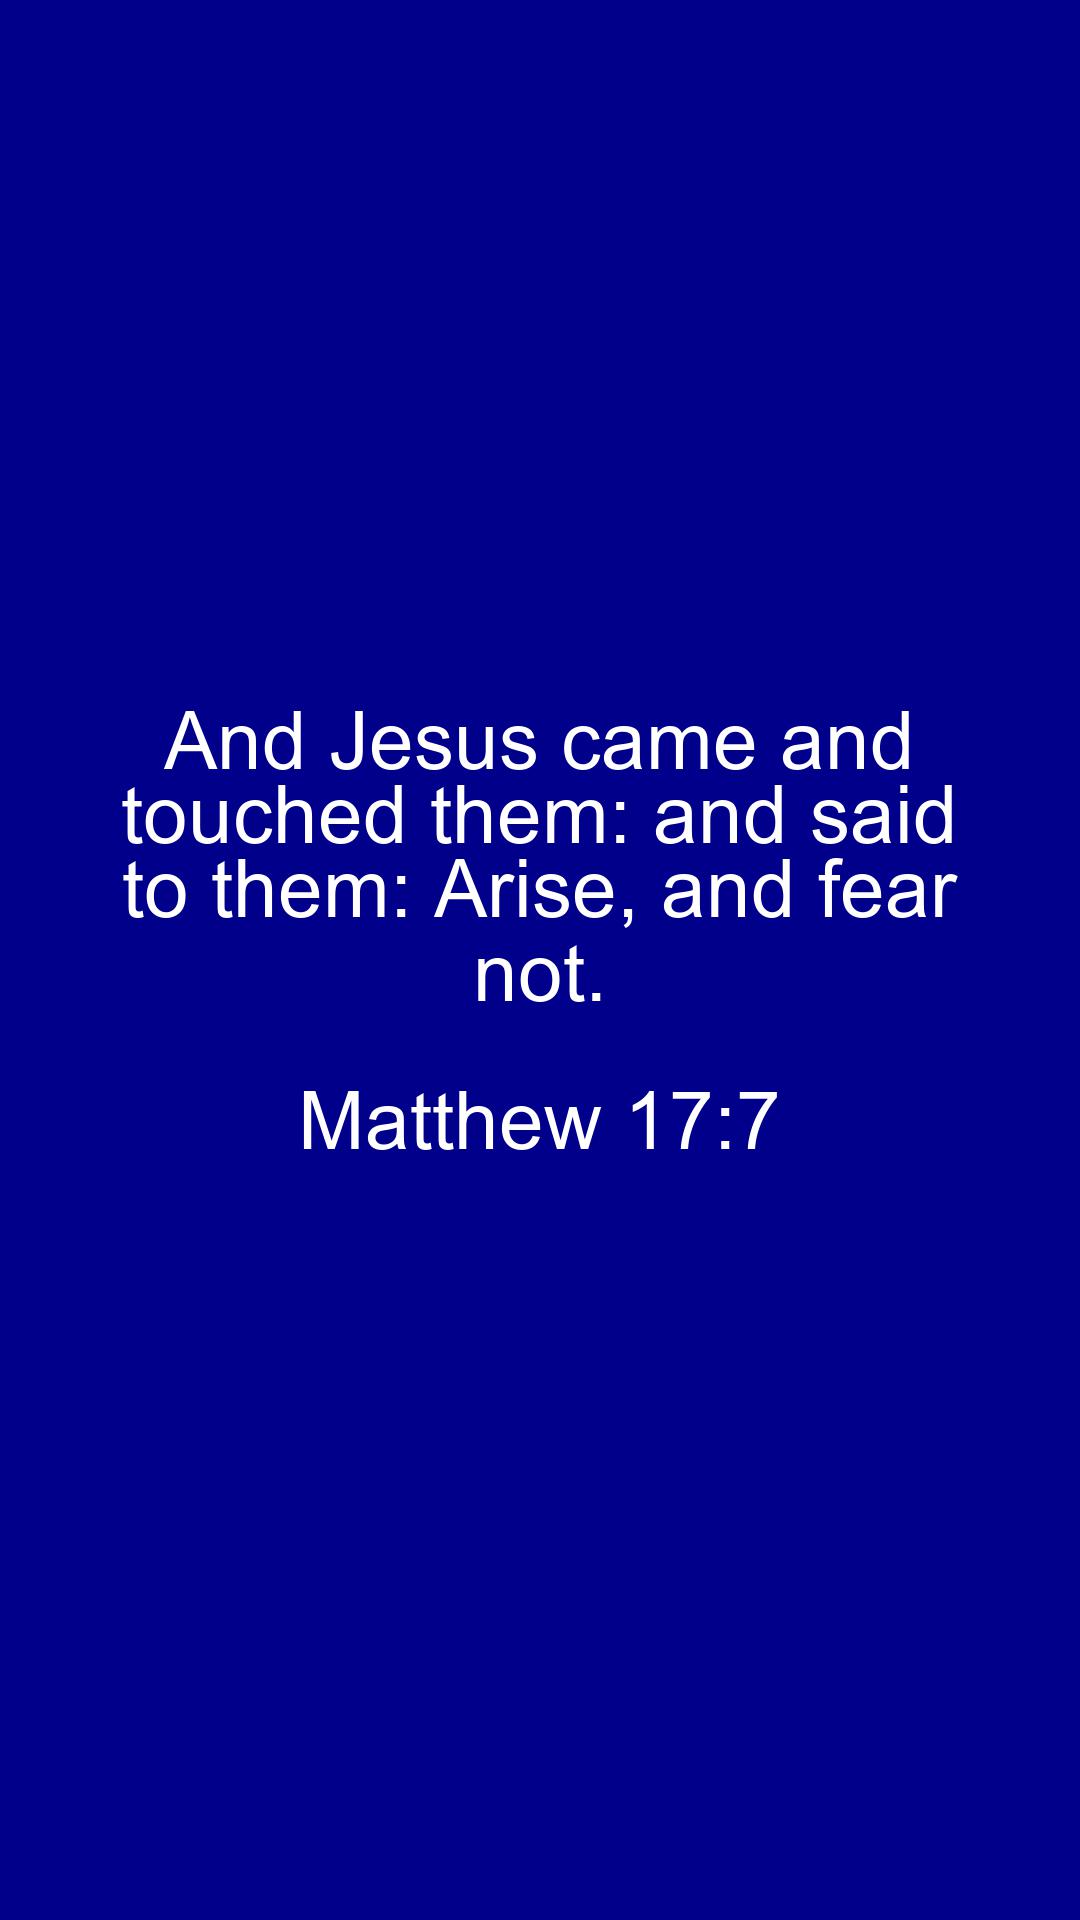 And Jesus came and
touched them: and said
to them: Arise, and fear
not.
Matthew 17:7